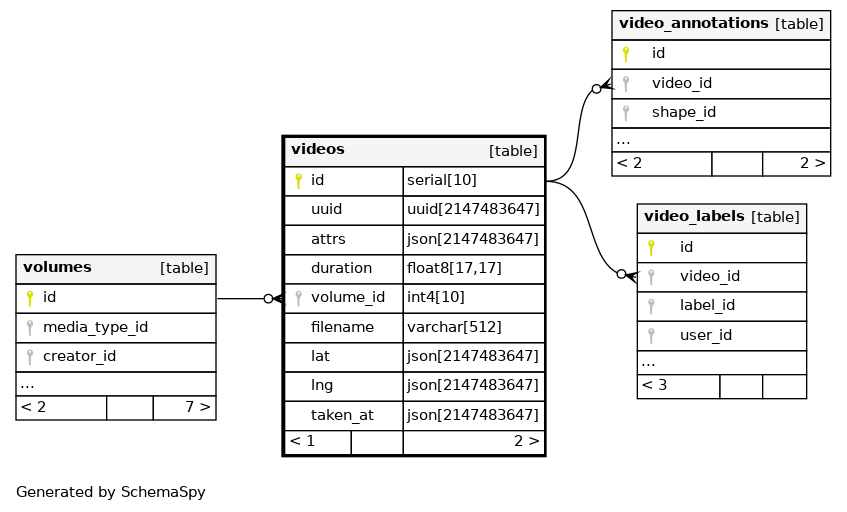 video_annotations [table]
id
video_id
shape_id
...
< 2 2 >
videos [table]
id serial[10]
uuid uuid[2147483647]
attrs json[2147483647]
duration float8[17,17]
volume_id int4[10]
filename varchar[512]
lat json[2147483647]
lng json[2147483647]
taken_at json[2147483647]
< 1 2 >
video_labels [table]
id
video_id
label_id
user_id
...
< 3
volumes [table]
id
media_type_id
creator_id
...
< 2 7 >
Generated by SchemaSpy